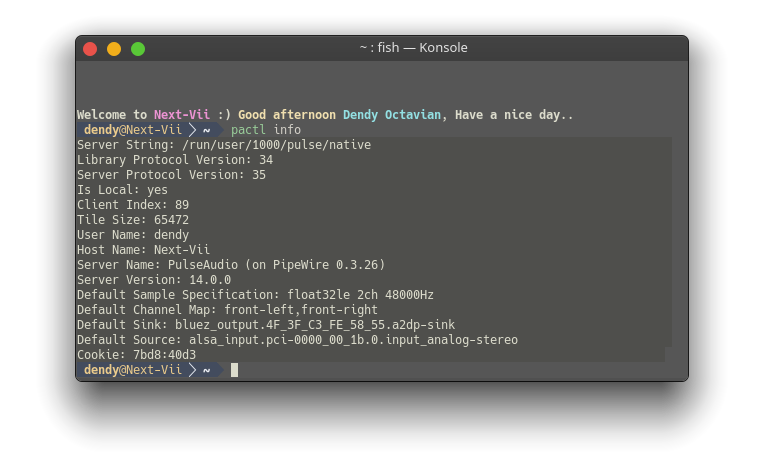 ~ : fish — Konsole
Welcome to Next-Vii :) Good afternoon Dendy Octavian, Have a nice day..
dendy@Next-Vii ~ pactl info
Server String: /run/user/1000/pulse/native
Library Protocol Version: 34
Server Protocol Version: 35
Is Local: yes
Client Index: 89
Tile Size: 65472
User Name: dendy
Host Name: Next-Vii
Server Name: PulseAudio (on PipeWire 0.3.26)
Server Version: 14.0.0
Default Sample Specification: float32le 2ch 48000Hz
Default Channel Map: front-left,front-right
Default Sink: bluez_output.4F_3F_C3_FE_58_55.a2dp-sink
Default Source: alsa_input.pci-0000_00_1b.0.input_analog-stereo
Cookie: 7bd8:40d3
dendy@Next-Vii ~